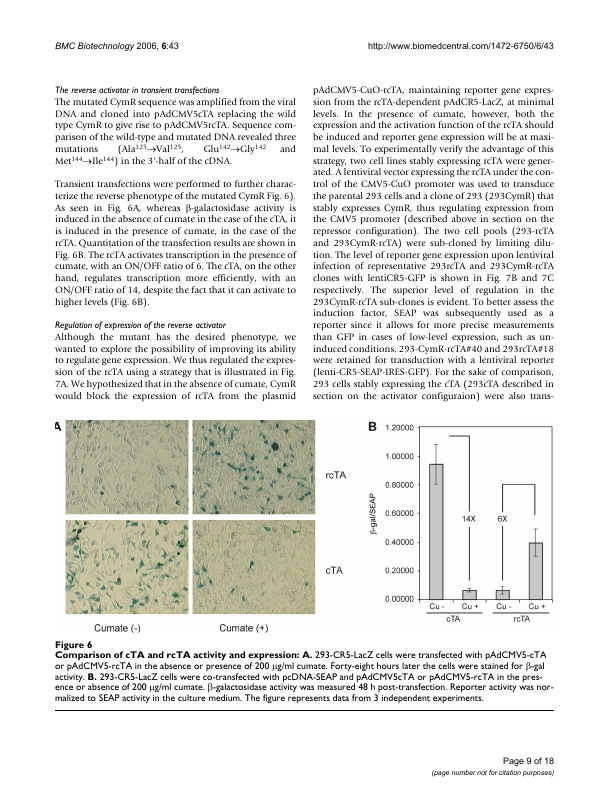 BMC Biotechnology 2006, 6:43
http://www.biomedcentral.com/1472-6750/6/43
The reverse activator in transient transfections
The mutated CymR sequence was amplified from the viral
DNA and cloned into pAdCMV5cTA replacing the wild
type CymR to give rise to pAdCMV5rcTA. Sequence com-
parison of the wild-type and mutated DNA revealed three
mutations (Ala125→Val125, Glu142→Gly142 and
Met144→Ile144) in the 3'-half of the cDNA.
Transient transfections were performed to further charac-
terize the reverse phenotype of the mutated CymR Fig. 6).
As seen in Fig. 6A, whereas β-galactosidase activity is
induced in the absence of cumate in the case of the cTA, it
is induced in the presence of cumate, in the case of the
rcTA. Quantitation of the transfection results are shown in
Fig. 6B. The rcTA activates transcription in the presence of
cumate, with an ON/OFF ratio of 6. The cTA, on the other
hand, regulates transcription more efficiently, with an
ON/OFF ratio of 14, despite the fact that it can activate to
higher levels (Fig. 6B).
Regulation of expression of the reverse activator
Although the mutant has the desired phenotype, we
wanted to explore the possibility of improving its ability
to regulate gene expression. We thus regulated the expres-
sion of the rcTA using a strategy that is illustrated in Fig.
7A. We hypothesized that in the absence of cumate, CymR
would block the expression of rcTA from the plasmid
pAdCMV5-CuO-rcTA, maintaining reporter gene expres-
sion from the rcTA-dependent pAdCR5-LacZ, at minimal
levels. In the presence of cumate, however, both the
expression and the activation function of the rcTA should
be induced and reporter gene expression will be at maxi-
mal levels. To experimentally verify the advantage of this
strategy, two cell lines stably expressing rcTA were gener-
ated. A lentiviral vector expressing the rcTA under the con-
trol of the CMV5-CuO promoter was used to transduce
the parental 293 cells and a clone of 293 (293CymR) that
stably expresses CymR, thus regulating expression from
the CMV5 promoter (described above in section on the
repressor configuration). The two cell pools (293-rcTA
and 293CymR-rcTA) were sub-cloned by limiting dilu-
tion. The level of reporter gene expression upon lentiviral
infection of representative 293rcTA and 293CymR-rcTA
clones with lentiCR5-GFP is shown in Fig. 7B and 7C
respectively. The superior level of regulation in the
293CymR-rcTA sub-clones is evident. To better assess the
induction factor, SEAP was subsequently used as a
reporter since it allows for more precise measurements
than GFP in cases of low-level expression, such as un-
induced conditions. 293-CymR-rcTA#40 and 293rcTA#18
were retained for transduction with a lentiviral reporter
(lenti-CR5-SEAP-IRES-GFP). For the sake of comparison,
293 cells stably expressing the cTA (293cTA described in
section on the activator configuraion) were also trans-
A
rcTA
cTA
Cumate (-)
Cumate (+)
B
β-gal/SEAP
1.20000
1.00000
0.80000
0.60000
0.40000
0.20000
0.00000
14X
6X
Cu -
Cu +
Cu -
Cu +
cTA
rcTA
Figure 6
Comparison of cTA and rcTA activity and expression: A. 293-CR5-LacZ cells were transfected with pAdCMV5-cTA
or pAdCMV5-rcTA in the absence or presence of 200 μg/ml cumate. Forty-eight hours later the cells were stained for β-gal
activity. B. 293-CR5-LacZ cells were co-transfected with pcDNA-SEAP and pAdCMV5cTA or pAdCMV5-rcTA in the pres-
ence or absence of 200 μg/ml cumate. β-galactosidase activity was measured 48 h post-transfection. Reporter activity was nor-
malized to SEAP activity in the culture medium. The figure represents data from 3 independent experiments.
Page 9 of 18
(page number not for citation purposes)